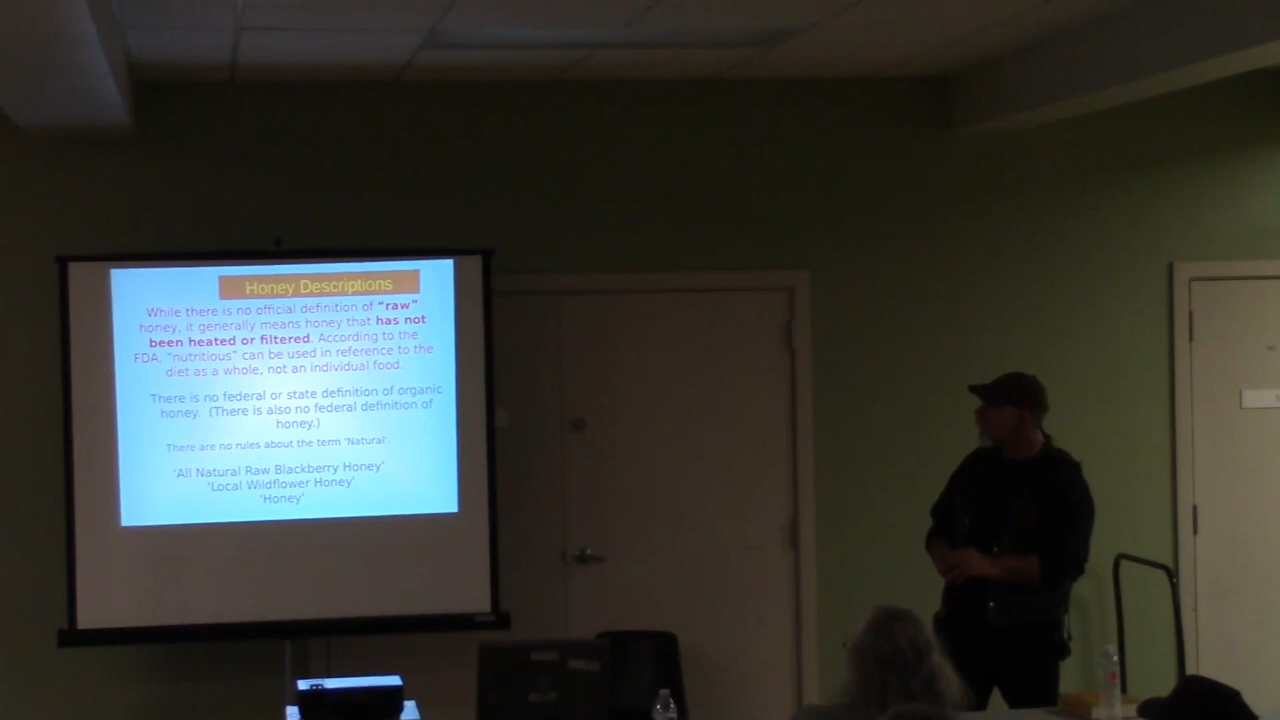 Honey Descriptions
While there is no official definition of “raw”
honey, it generally means honey that has not
been heated or filtered. According to the
FDA, “nutritious” can be used in reference to the
diet as a whole, not an individual food.
There is no federal or state definition of organic
honey. (There is also no federal definition of
honey.)
There are no rules about the term ‘Natural’.
‘All Natural Raw Blackberry Honey’
‘Local Wildflower Honey’
‘Honey’